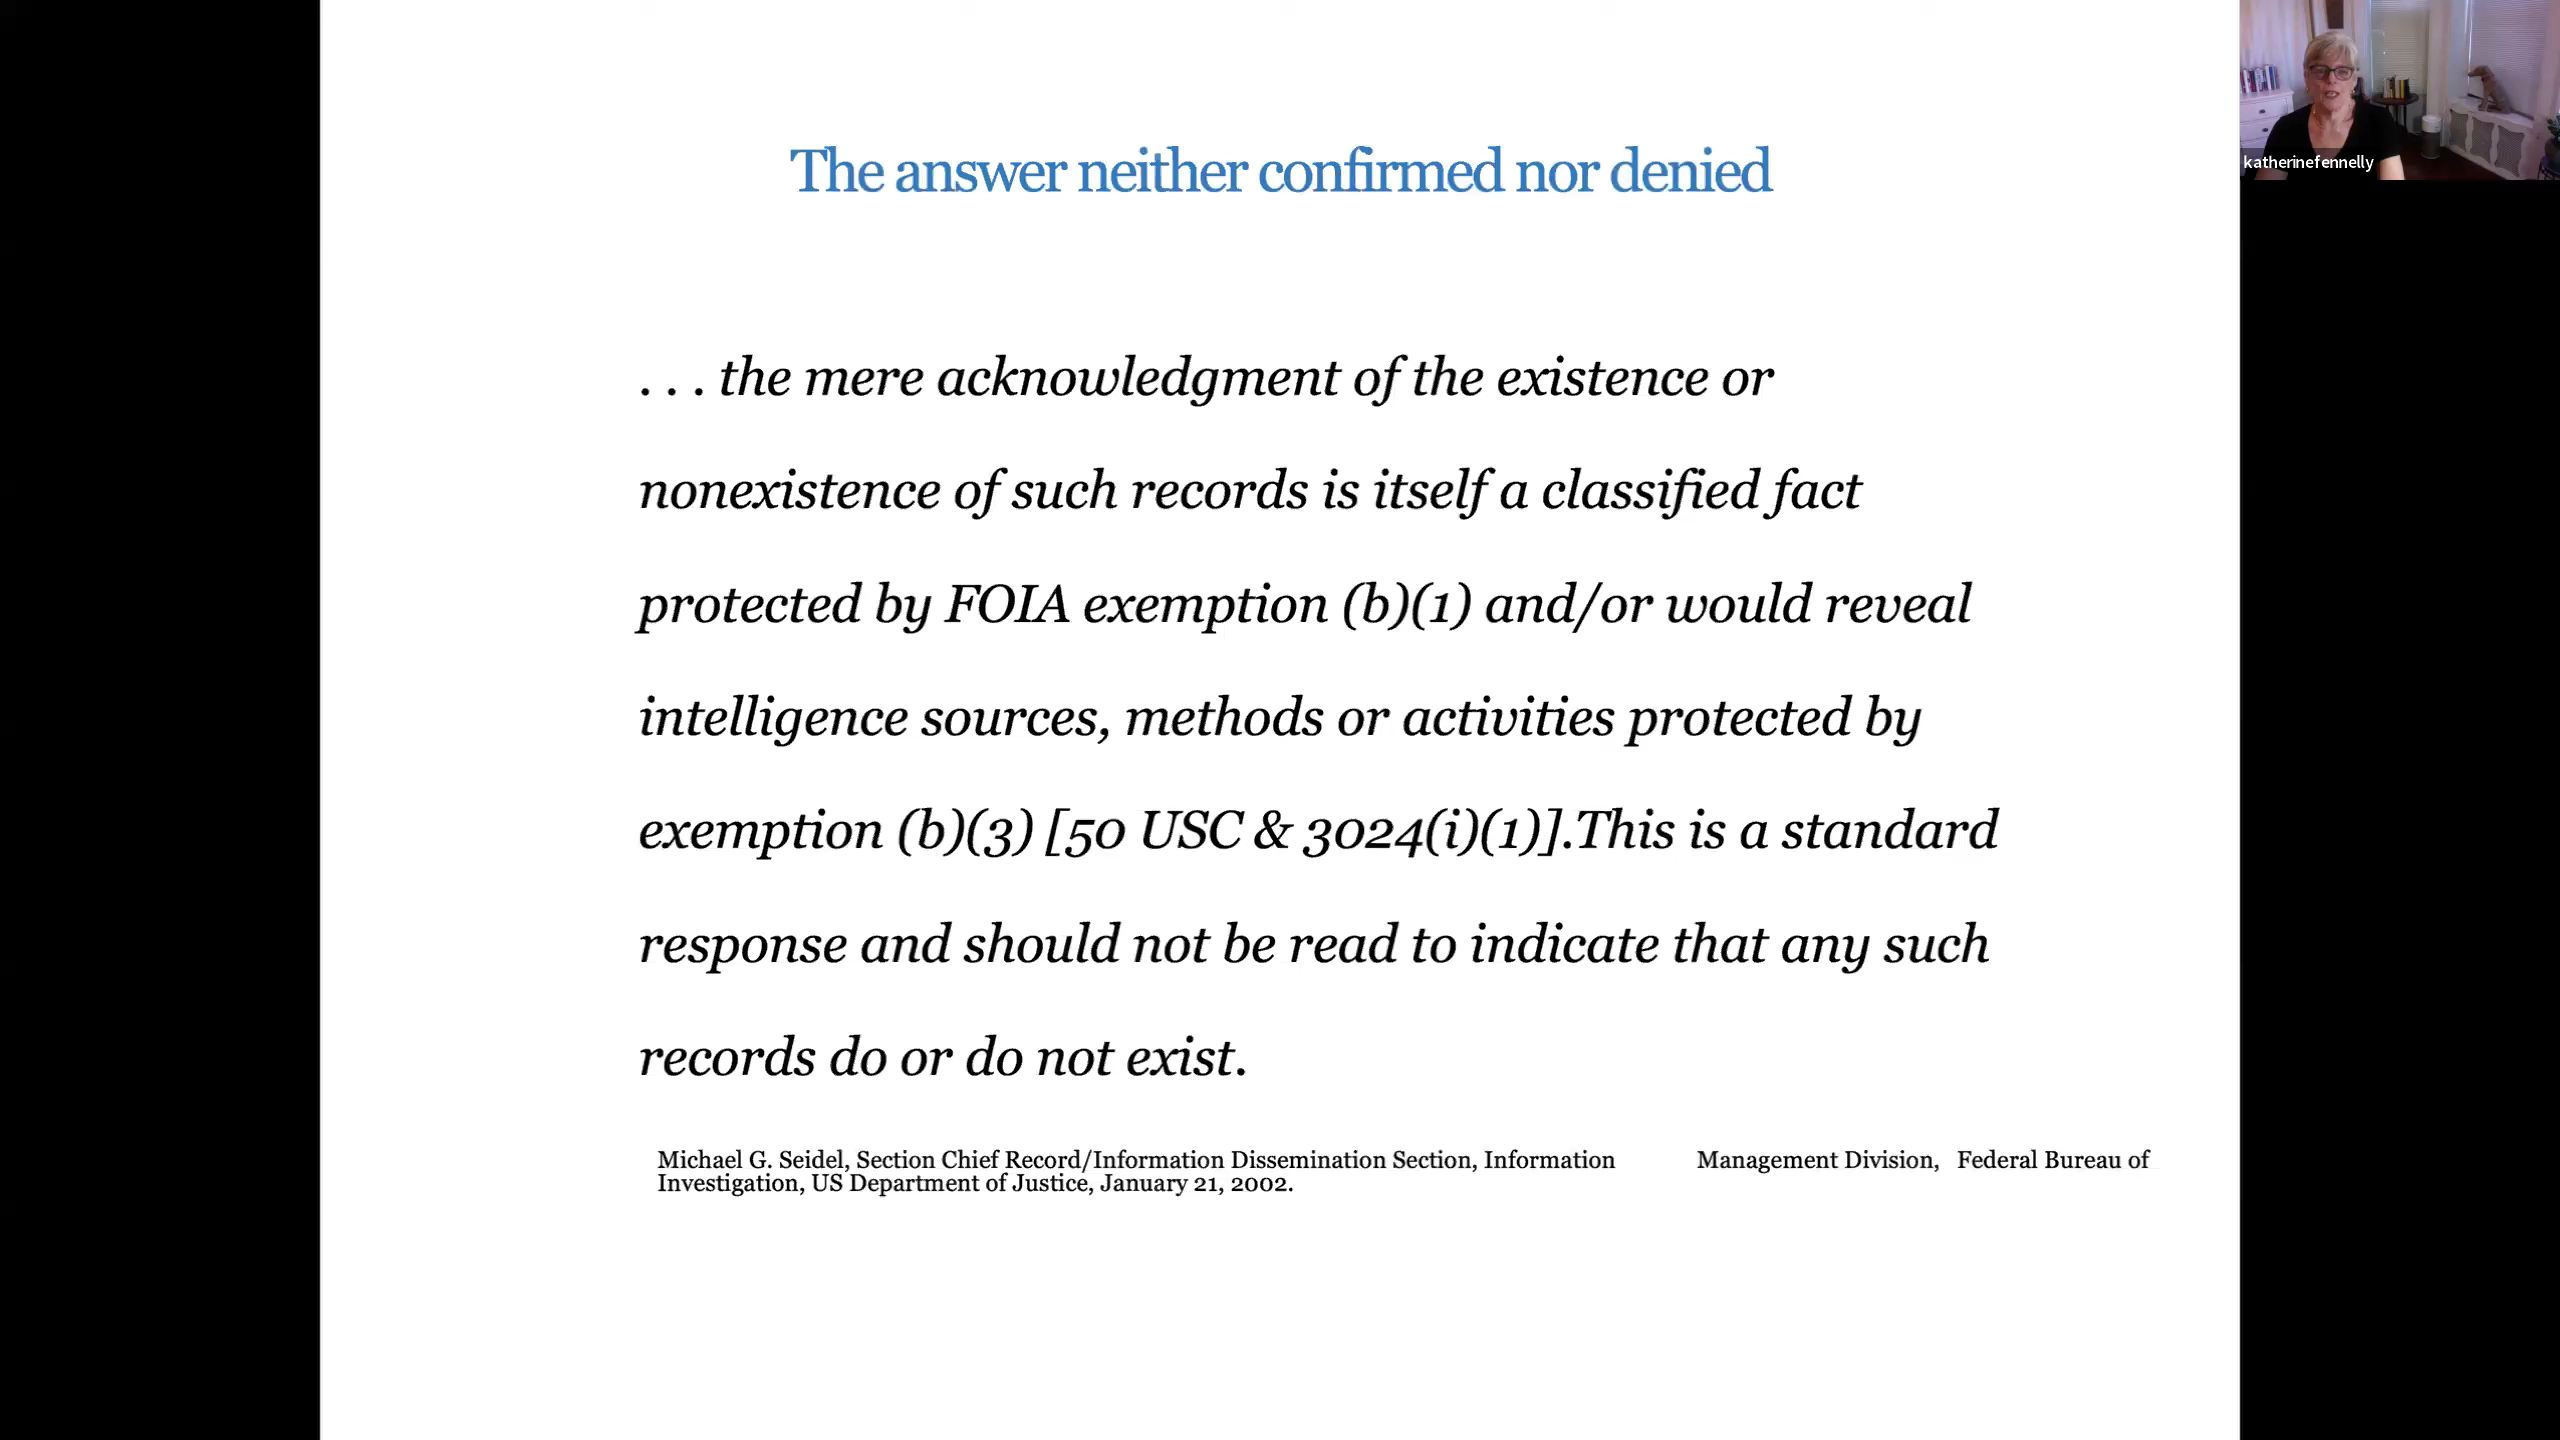 The answer neither confirmed nor denied
. . . the mere acknowledgment of the existence or
nonexistence of such records is itself a classified fact
protected by FOIA exemption (b)(1) and/or would reveal
intelligence sources, methods or activities protected by
exemption (b)(3) [50 USC & 3024(i)(1)].This is a standard
response and should not be read to indicate that any such
records do or do not exist.
Michael G. Seidel, Section Chief Record/Information Dissemination Section, Information Management Division, Federal Bureau of
Investigation, US Department of Justice, January 21, 2002.
katherinefennelly